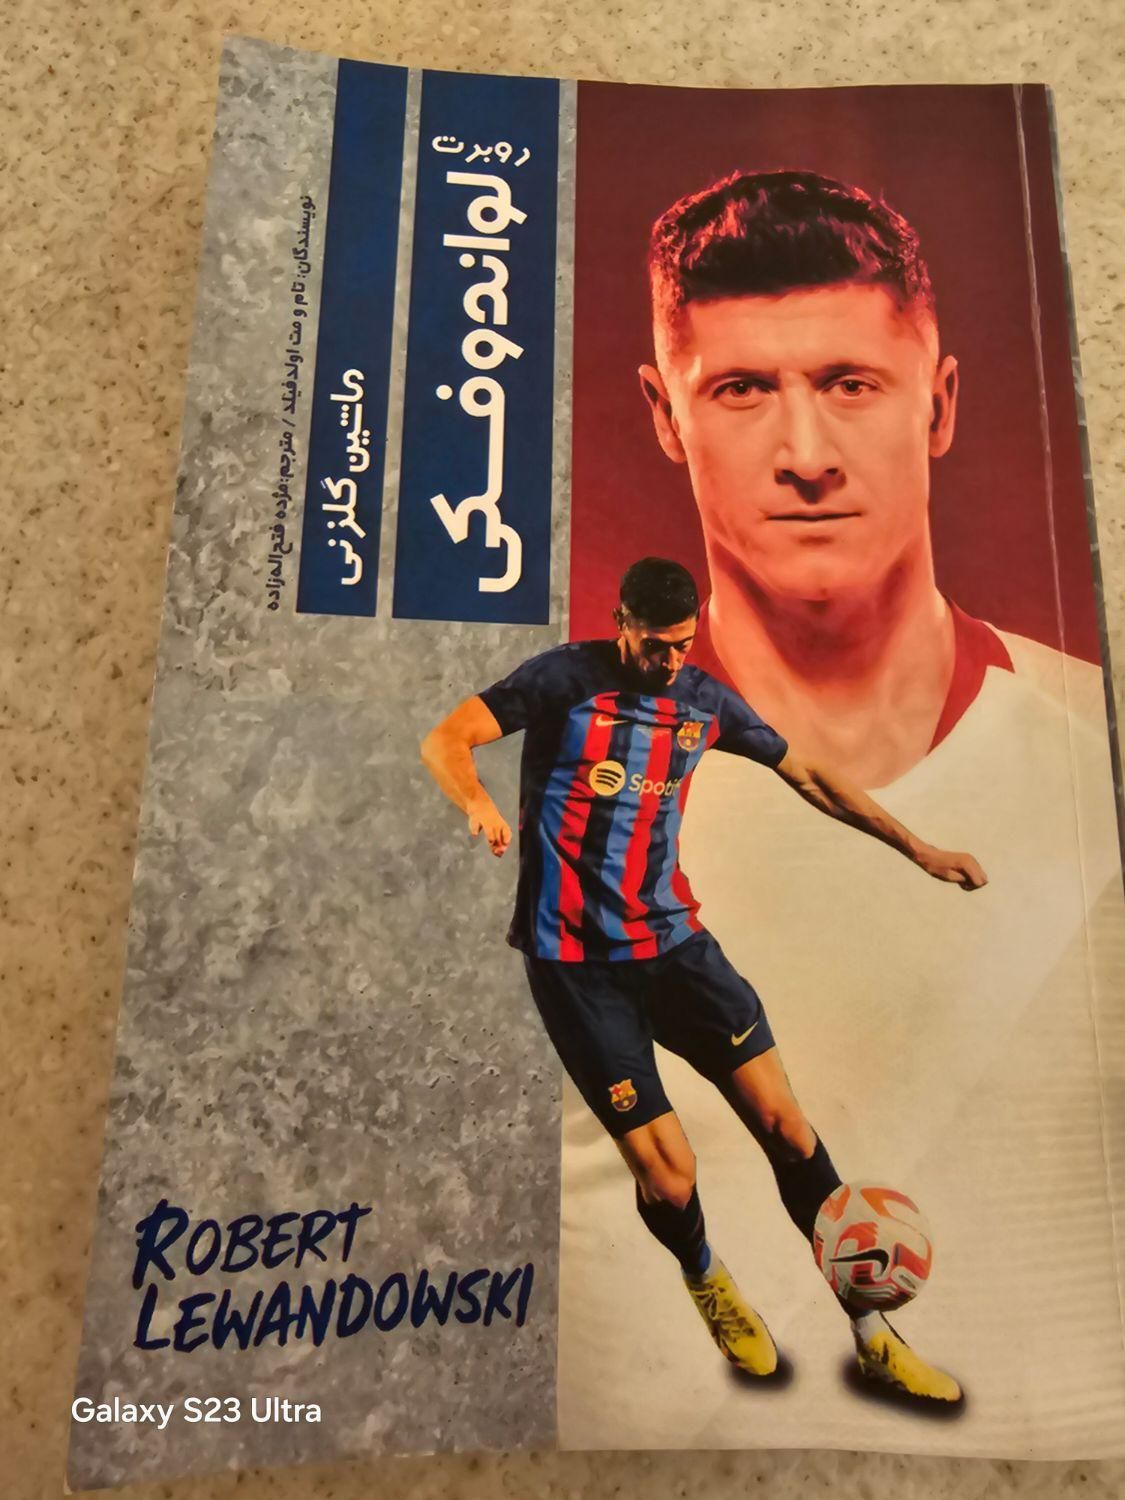 روبرت
لواندوفسکی
ماشین گلزنی
نویسندگان: تام و مت اولدفیلد / مترجم: مژده فتح‌اله‌زاده
Spotify
ROBERT
LEWANDOWSKI
Galaxy S23 Ultra